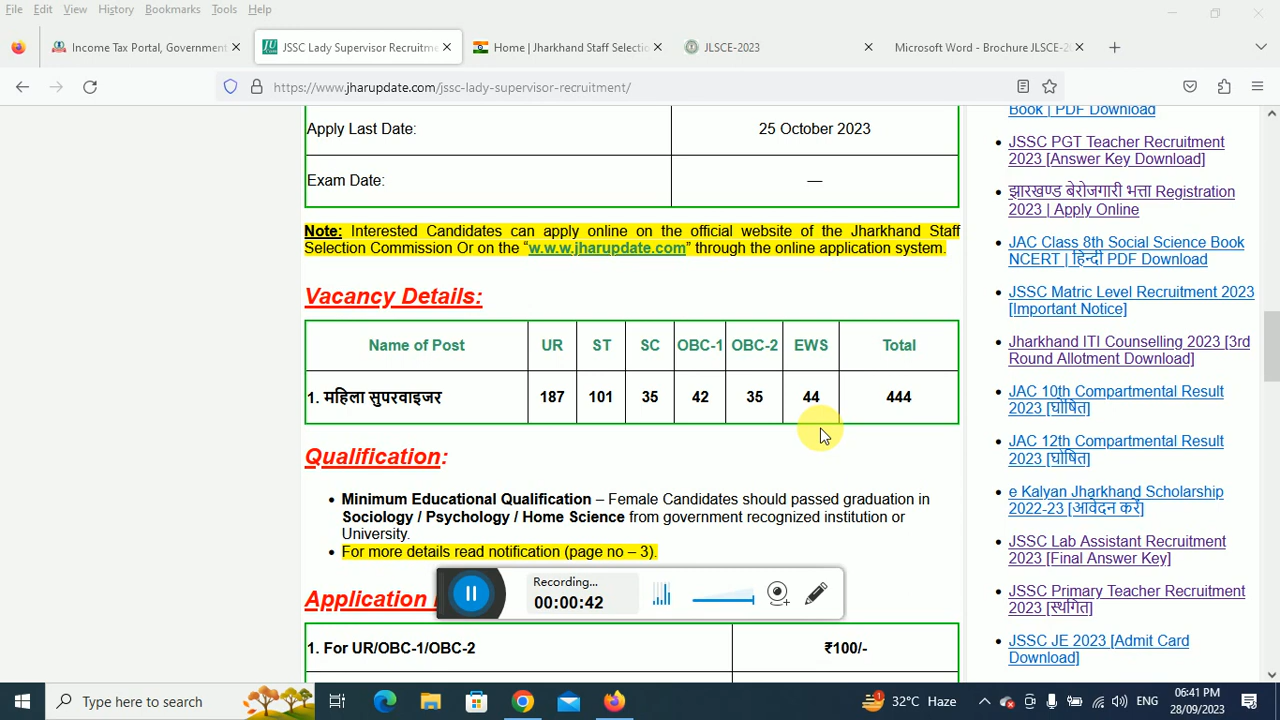 File Edit View History Bookmarks Tools Help
Income Tax Portal, Government JSSC Lady Supervisor Recruitme Home | Jharkhand Staff Selectio JLSCE-2023 Microsoft Word - Brochure JLSCE-2
https://www.jharupdate.com/jssc-lady-supervisor-recruitment/
Apply Last Date: 25 October 2023
Exam Date: —
Note: Interested Candidates can apply online on the official website of the Jharkhand Staff
Selection Commission Or on the “w.w.w.jharupdate.com” through the online application system.
Vacancy Details:
Name of Post UR ST SC OBC-1 OBC-2 EWS Total
1. महिला सुपरवाइजर 187 101 35 42 35 44 444
Qualification:
• Minimum Educational Qualification – Female Candidates should passed graduation in
Sociology / Psychology / Home Science from government recognized institution or
University.
• For more details read notification (page no – 3).
Application
1. For UR/OBC-1/OBC-2 ₹100/-
Recording...
00:00:42
Book | PDF Download
• JSSC PGT Teacher Recruitment
2023 [Answer Key Download]
• झारखण्ड बेरोजगारी भत्ता Registration
2023 | Apply Online
• JAC Class 8th Social Science Book
NCERT | हिन्दी PDF Download
• JSSC Matric Level Recruitment 2023
[Important Notice]
• Jharkhand ITI Counselling 2023 [3rd
Round Allotment Download]
• JAC 10th Compartmental Result
2023 [घोषित]
• JAC 12th Compartmental Result
2023 [घोषित]
• e Kalyan Jharkhand Scholarship
2022-23 [आवेदन करें]
• JSSC Lab Assistant Recruitment
2023 [Final Answer Key]
• JSSC Primary Teacher Recruitment
2023 [स्थगित]
• JSSC JE 2023 [Admit Card
Download]
Type here to search
1
32°C Haze
ENG
06:41 PM
28/09/2023